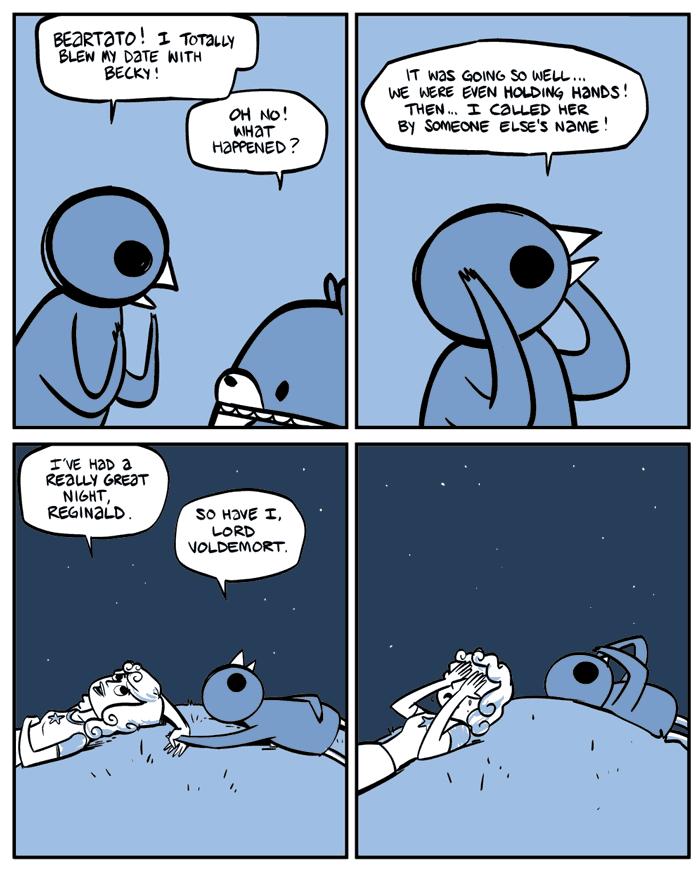 BEARTATO! I TOTALLY
BLEW MY DATE WITH
BECKY!
OH NO!
WHAT
HAPPENED?
IT WAS GOING SO WELL...
WE WERE EVEN HOLDING HANDS!
THEN... I CALLED HER
BY SOMEONE ELSE'S NAME!
I'VE HAD A
REALLY GREAT
NIGHT,
REGINALD.
SO HAVE I,
LORD
VOLDEMORT.